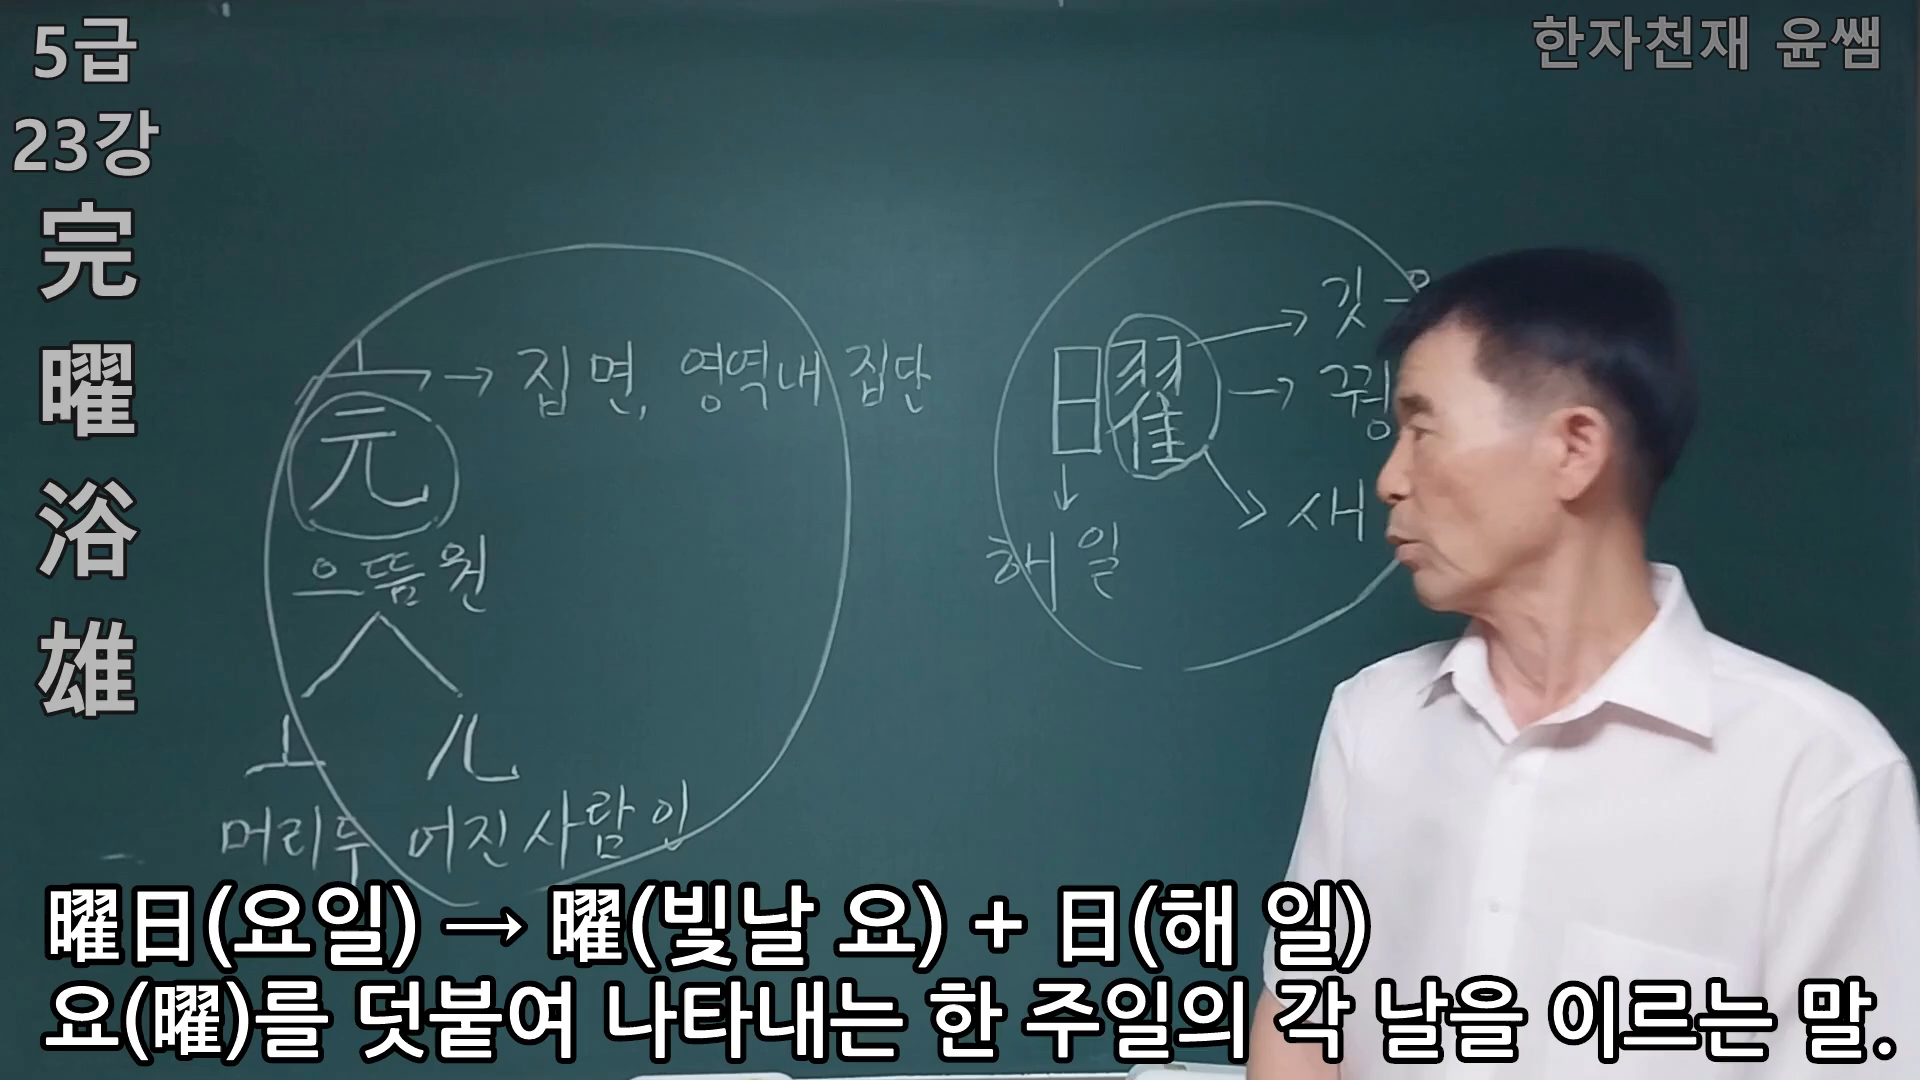 5급
23강
完
曜
浴
雄
한자천재 윤쌤
完 → 집 면, 영역내 집단
으뜸 원
亠 儿
머리 두 어진사람 인
日翟 → 깃
→ 꿩
→ 새
해 일
曜日(요일) → 曜(빛날 요) + 日(해 일)
요(曜)를 덧붙여 나타내는 한 주일의 각 날을 이르는 말.